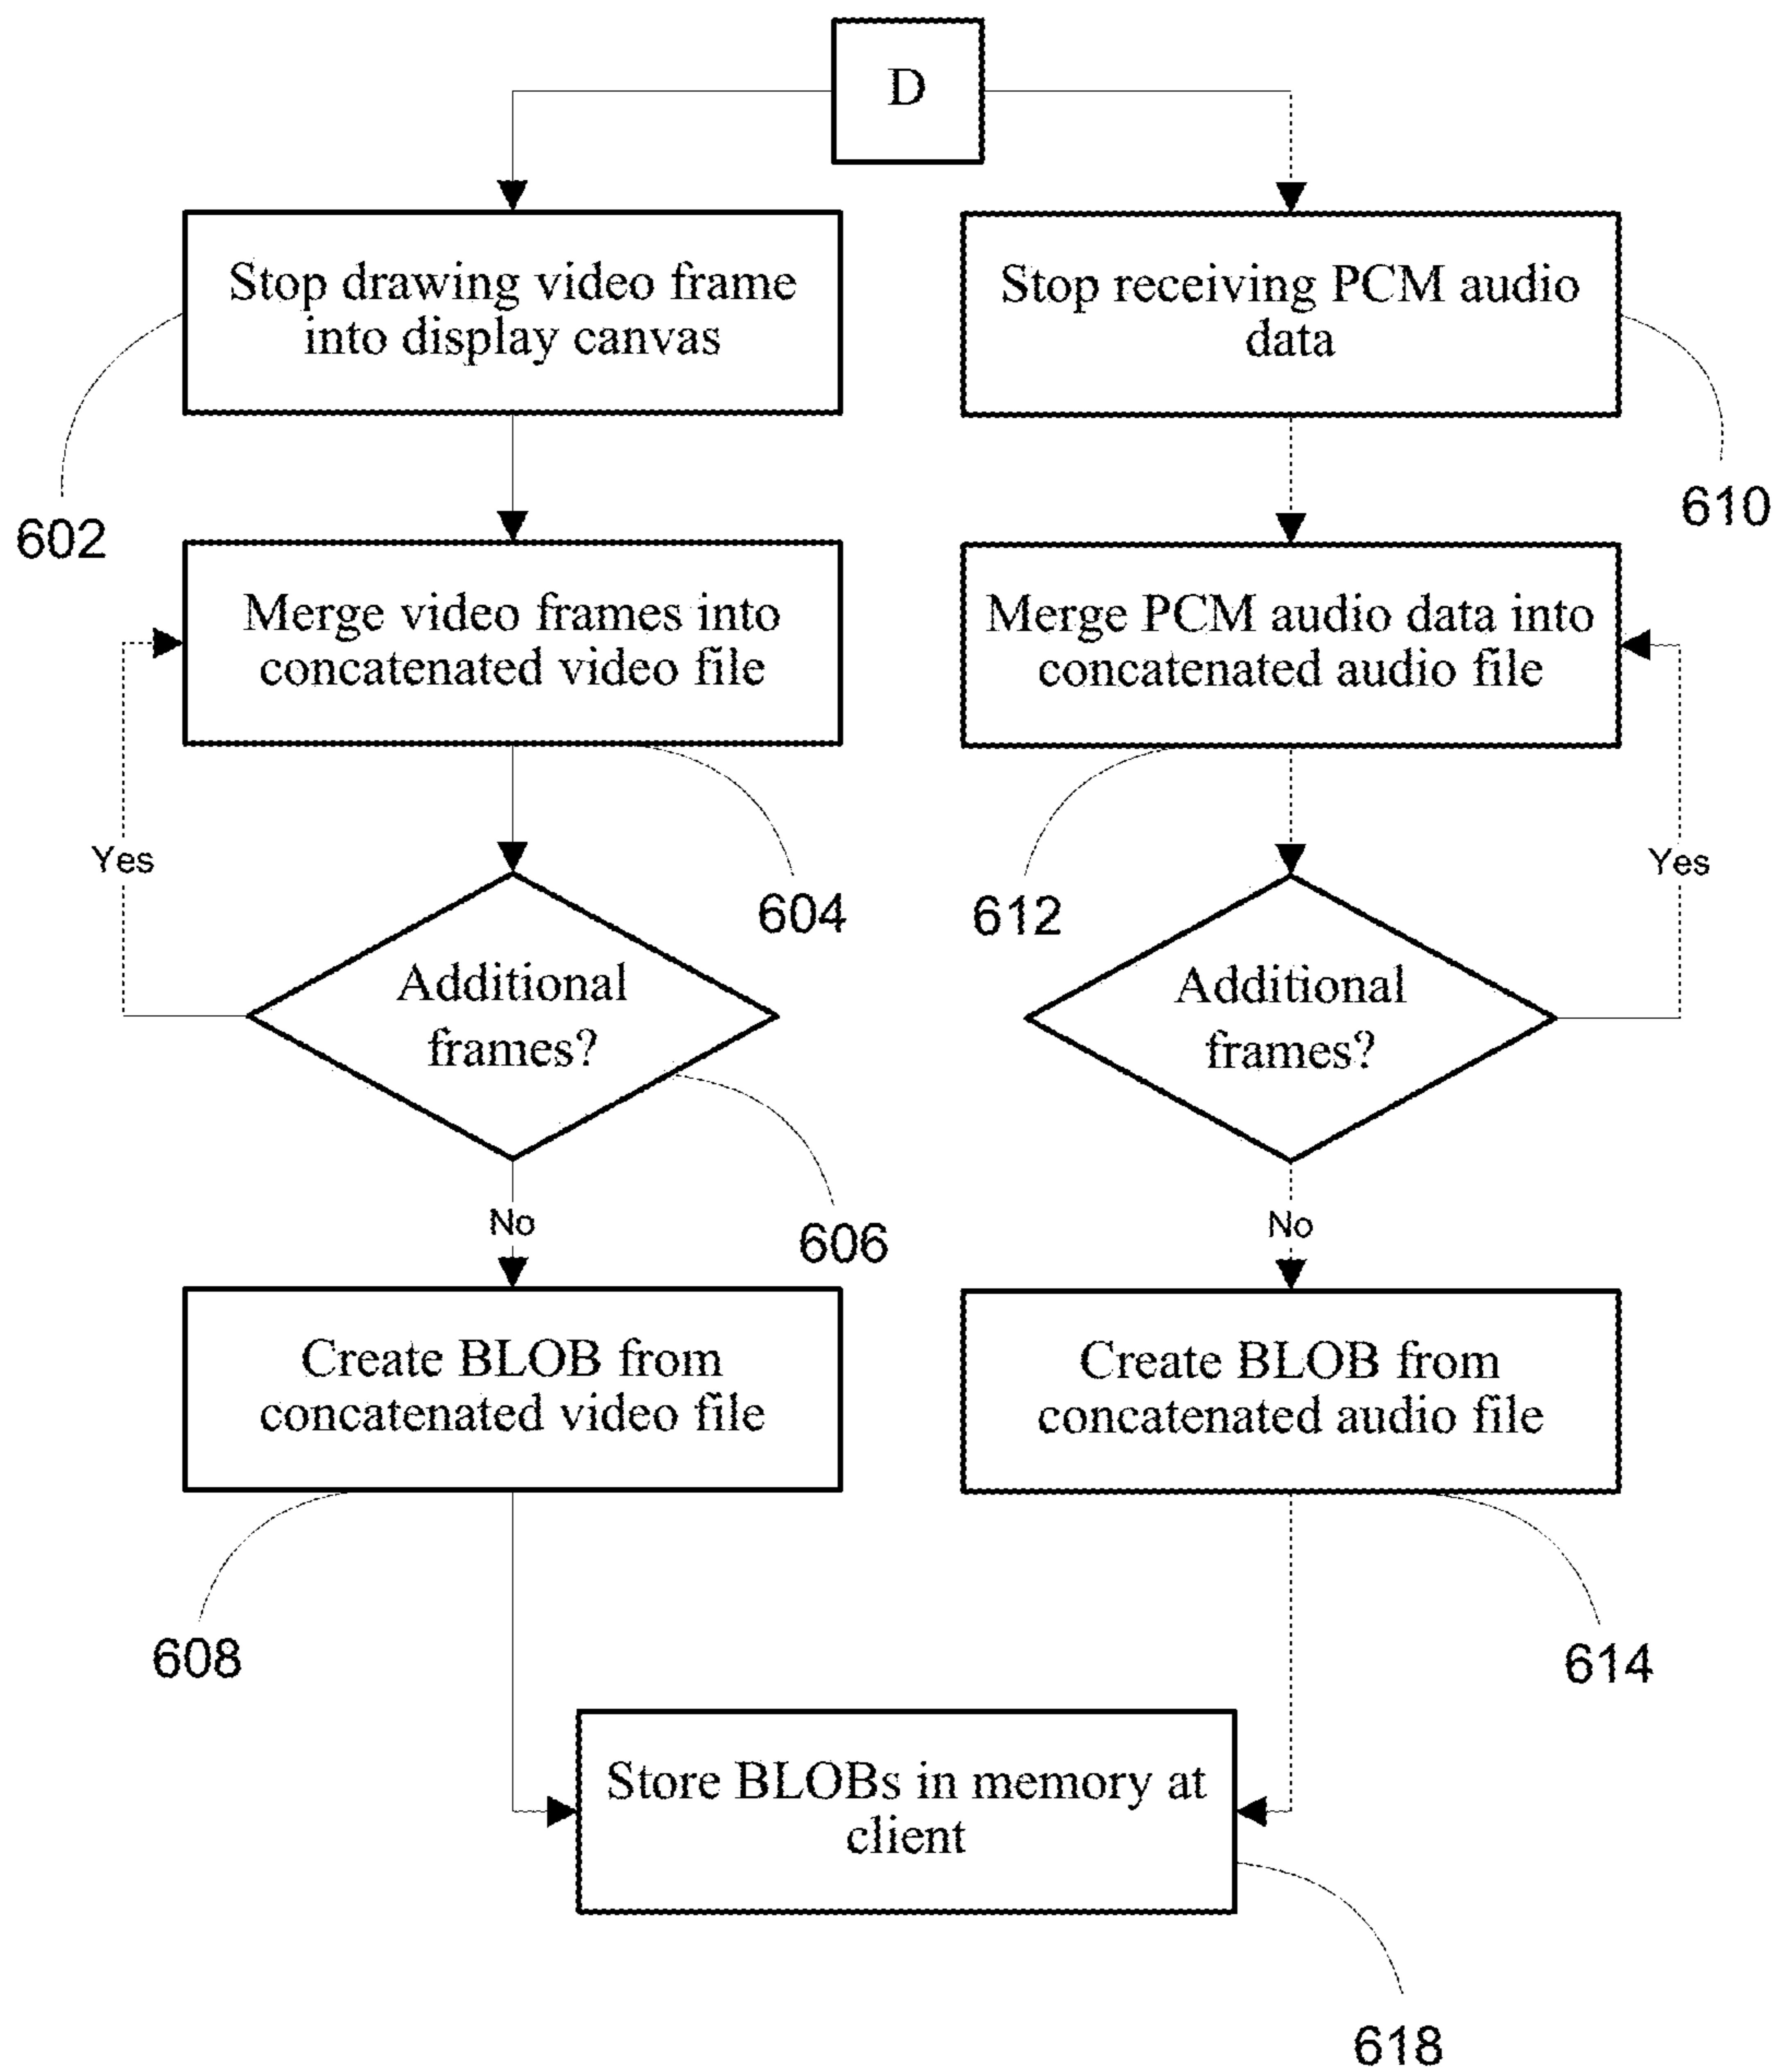 D
Stop drawing video frame
into display canvas
Stop receiving PCM audio
data
602
610
Merge video frames into
concatenated video file
Merge PCM audio data into
concatenated audio file
Yes
Yes
604
612
Additional
frames?
Additional
frames?
No
606
No
Create BLOB from
concatenated video file
Create BLOB from
concatenated audio file
608
614
Store BLOBs in memory at
client
618